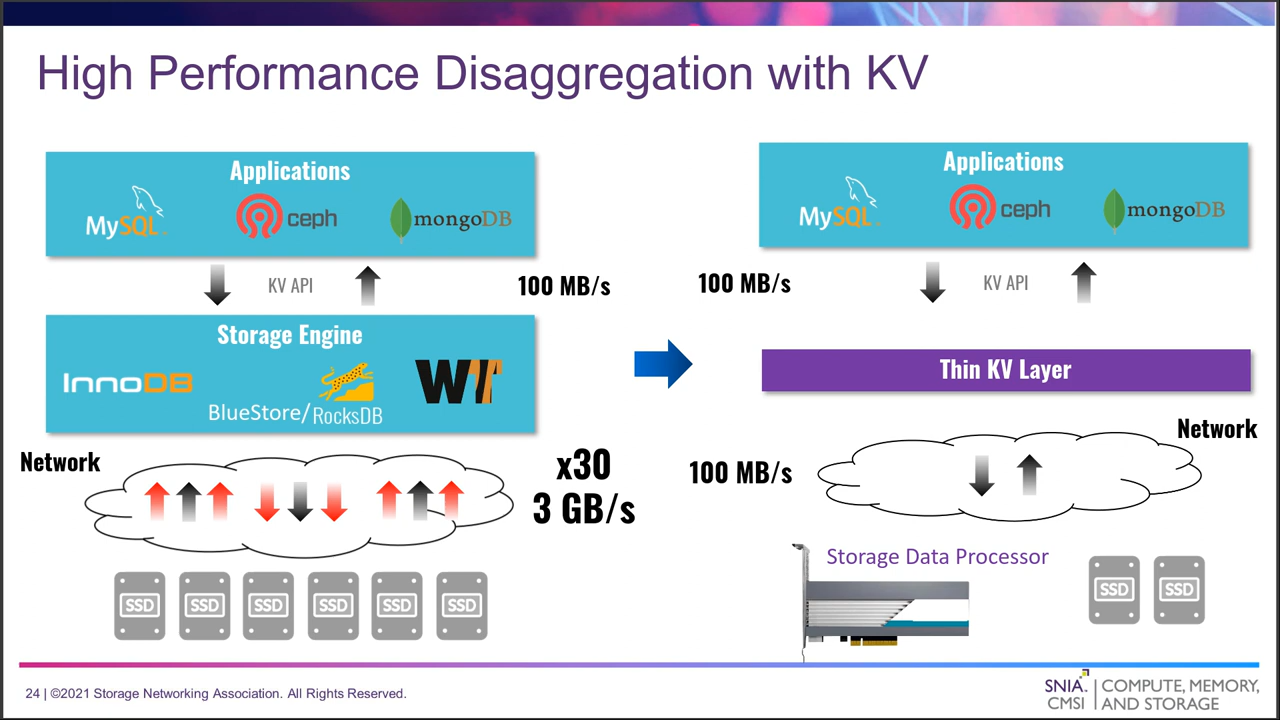 High Performance Disaggregation with KV
Applications
MySQL
ceph
mongoDB
KV API
100 MB/s
Storage Engine
InnoDB
BlueStore/RocksDB
WT
Network
x30
3 GB/s
SSD SSD SSD SSD SSD SSD
Applications
MySQL
ceph
mongoDB
100 MB/s
KV API
Thin KV Layer
Network
100 MB/s
Storage Data Processor
SSD SSD
24 | ©2021 Storage Networking Association. All Rights Reserved.
SNIA.
CMSI
COMPUTE, MEMORY,
AND STORAGE